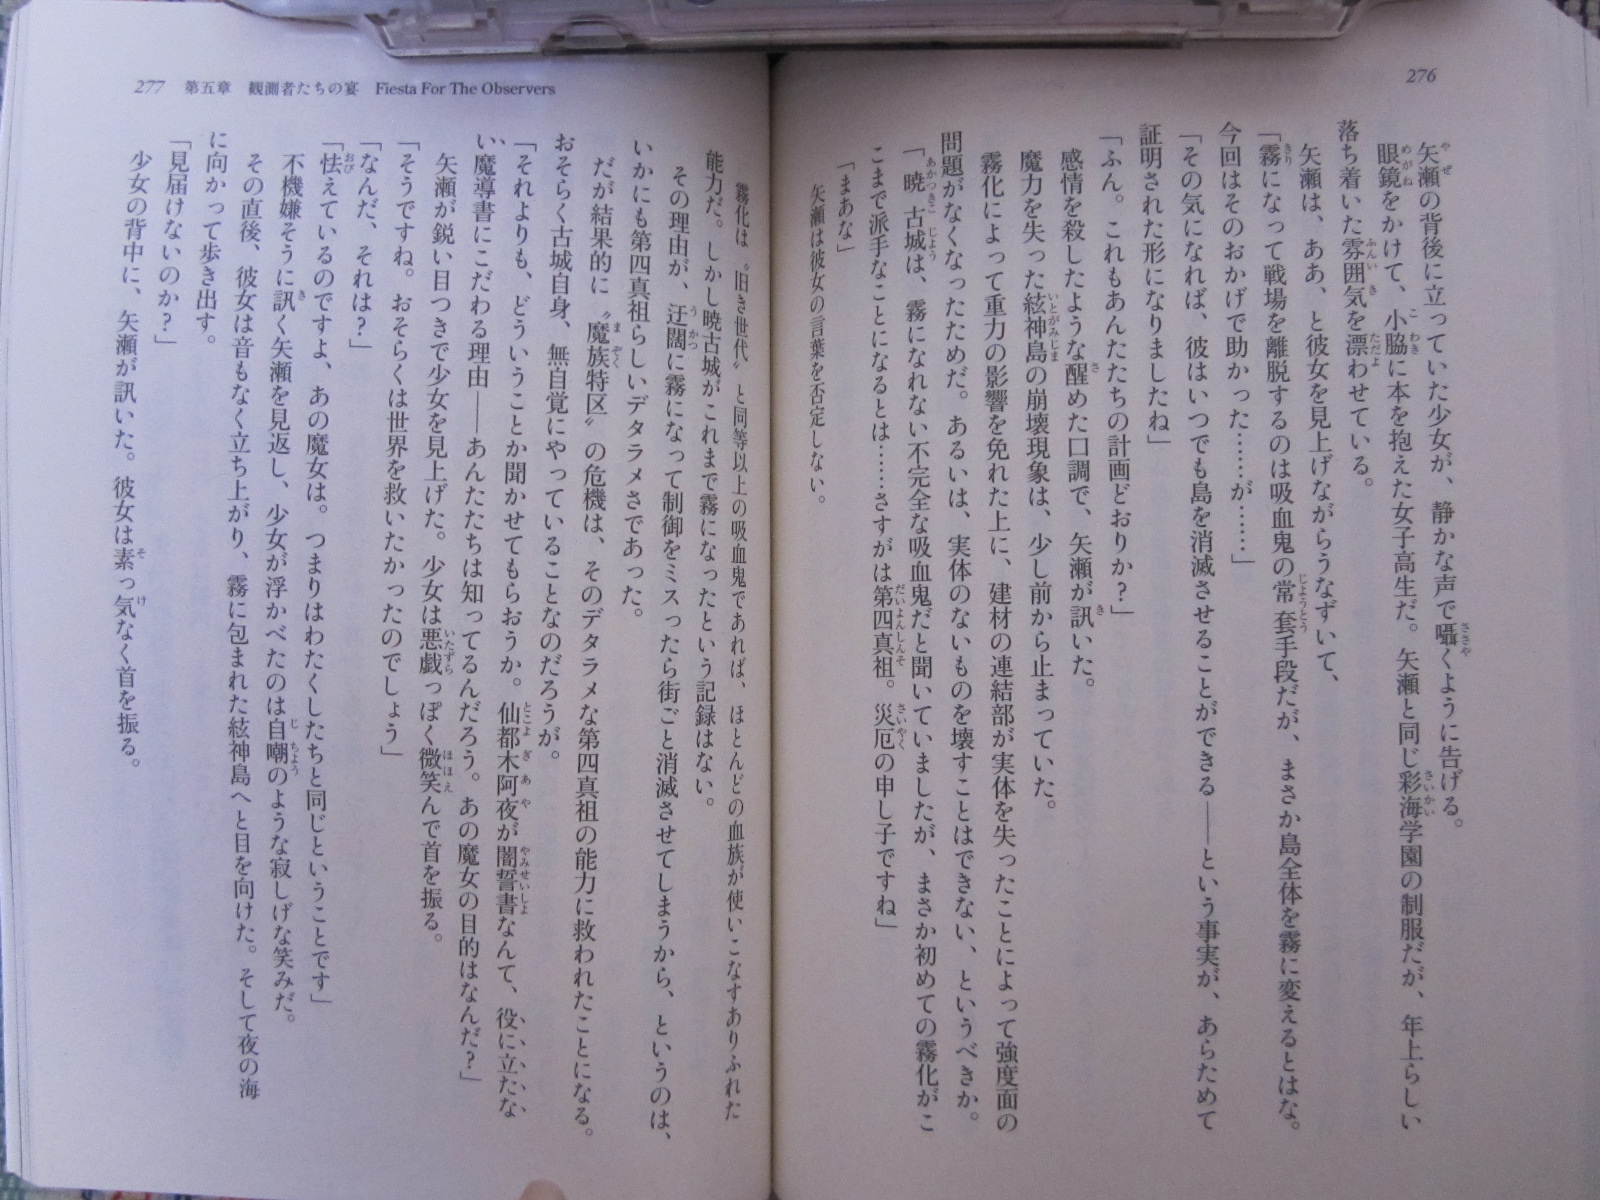 276
矢瀬の背後に立っていた少女が、静かな声で囁くように告げる。
眼鏡をかけて、小脇に本を抱えた女子高生だ。矢瀬と同じ彩海学園の制服だが、年上らしい
落ち着いた雰囲気を漂わせている。
矢瀬は、ああ、と彼女を見上げながらうなずいて、
「霧になって戦場を離脱するのは吸血鬼の常套手段だが、まさか島全体を霧に変えるとはな。
今回はそのおかげで助かった……が……」
「その気になれば、彼はいつでも島を消滅させることができる――という事実が、あらためて
証明された形になりましたね」
「ふん。これもあんたたちの計画どおりか？」
感情を殺したような醒めた口調で、矢瀬が訊いた。
魔力を失った絃神島の崩壊現象は、少し前から止まっていた。
霧化によって重力の影響を免れた上に、建材の連結部が実体を失ったことによって強度面の
問題がなくなったためだ。あるいは、実体のないものを壊すことはできない、というべきか。
「暁古城は、霧になれない不完全な吸血鬼だと聞いていましたが、まさか初めての霧化がこ
こまで派手なことになるとは……さすがは第四真祖。災厄の申し子ですね」
「まあな」
矢瀬は彼女の言葉を否定しない。
277 第五章 観測者たちの宴 Fiesta For The Observers
霧化は〝旧き世代〟と同等以上の吸血鬼であれば、ほとんどの血族が使いこなすありふれた
能力だ。しかし暁古城がこれまで霧になったという記録はない。
その理由が、迂闊に霧になって制御をミスったら街ごと消滅させてしまうから、というのは、
いかにも第四真祖らしいデタラメさであった。
だが結果的に〝魔族特区〟の危機は、そのデタラメな第四真祖の能力に救われたことになる。
おそらく古城自身、無自覚にやっていることなのだろうが。
「それよりも、どういうことか聞かせてもらおうか。仙都木阿夜が闇誓書なんて、役に立たな
い魔導書にこだわる理由――あんたたちは知ってるんだろう。あの魔女の目的はなんだ？」
矢瀬が鋭い目つきで少女を見上げた。少女は悪戯っぽく微笑んで首を振る。
「そうですね。おそらくは世界を救いたかったのでしょう」
「なんだ、それは？」
「怯えているのですよ、あの魔女は。つまりはわたくしたちと同じということです」
不機嫌そうに訊く矢瀬を見返し、少女が浮かべたのは自嘲のような寂しげな笑みだ。
その直後、彼女は音もなく立ち上がり、霧に包まれた絃神島へと目を向けた。そして夜の海
に向かって歩き出す。
「見届けないのか？」
少女の背中に、矢瀬が訊いた。彼女は素っ気なく首を振る。